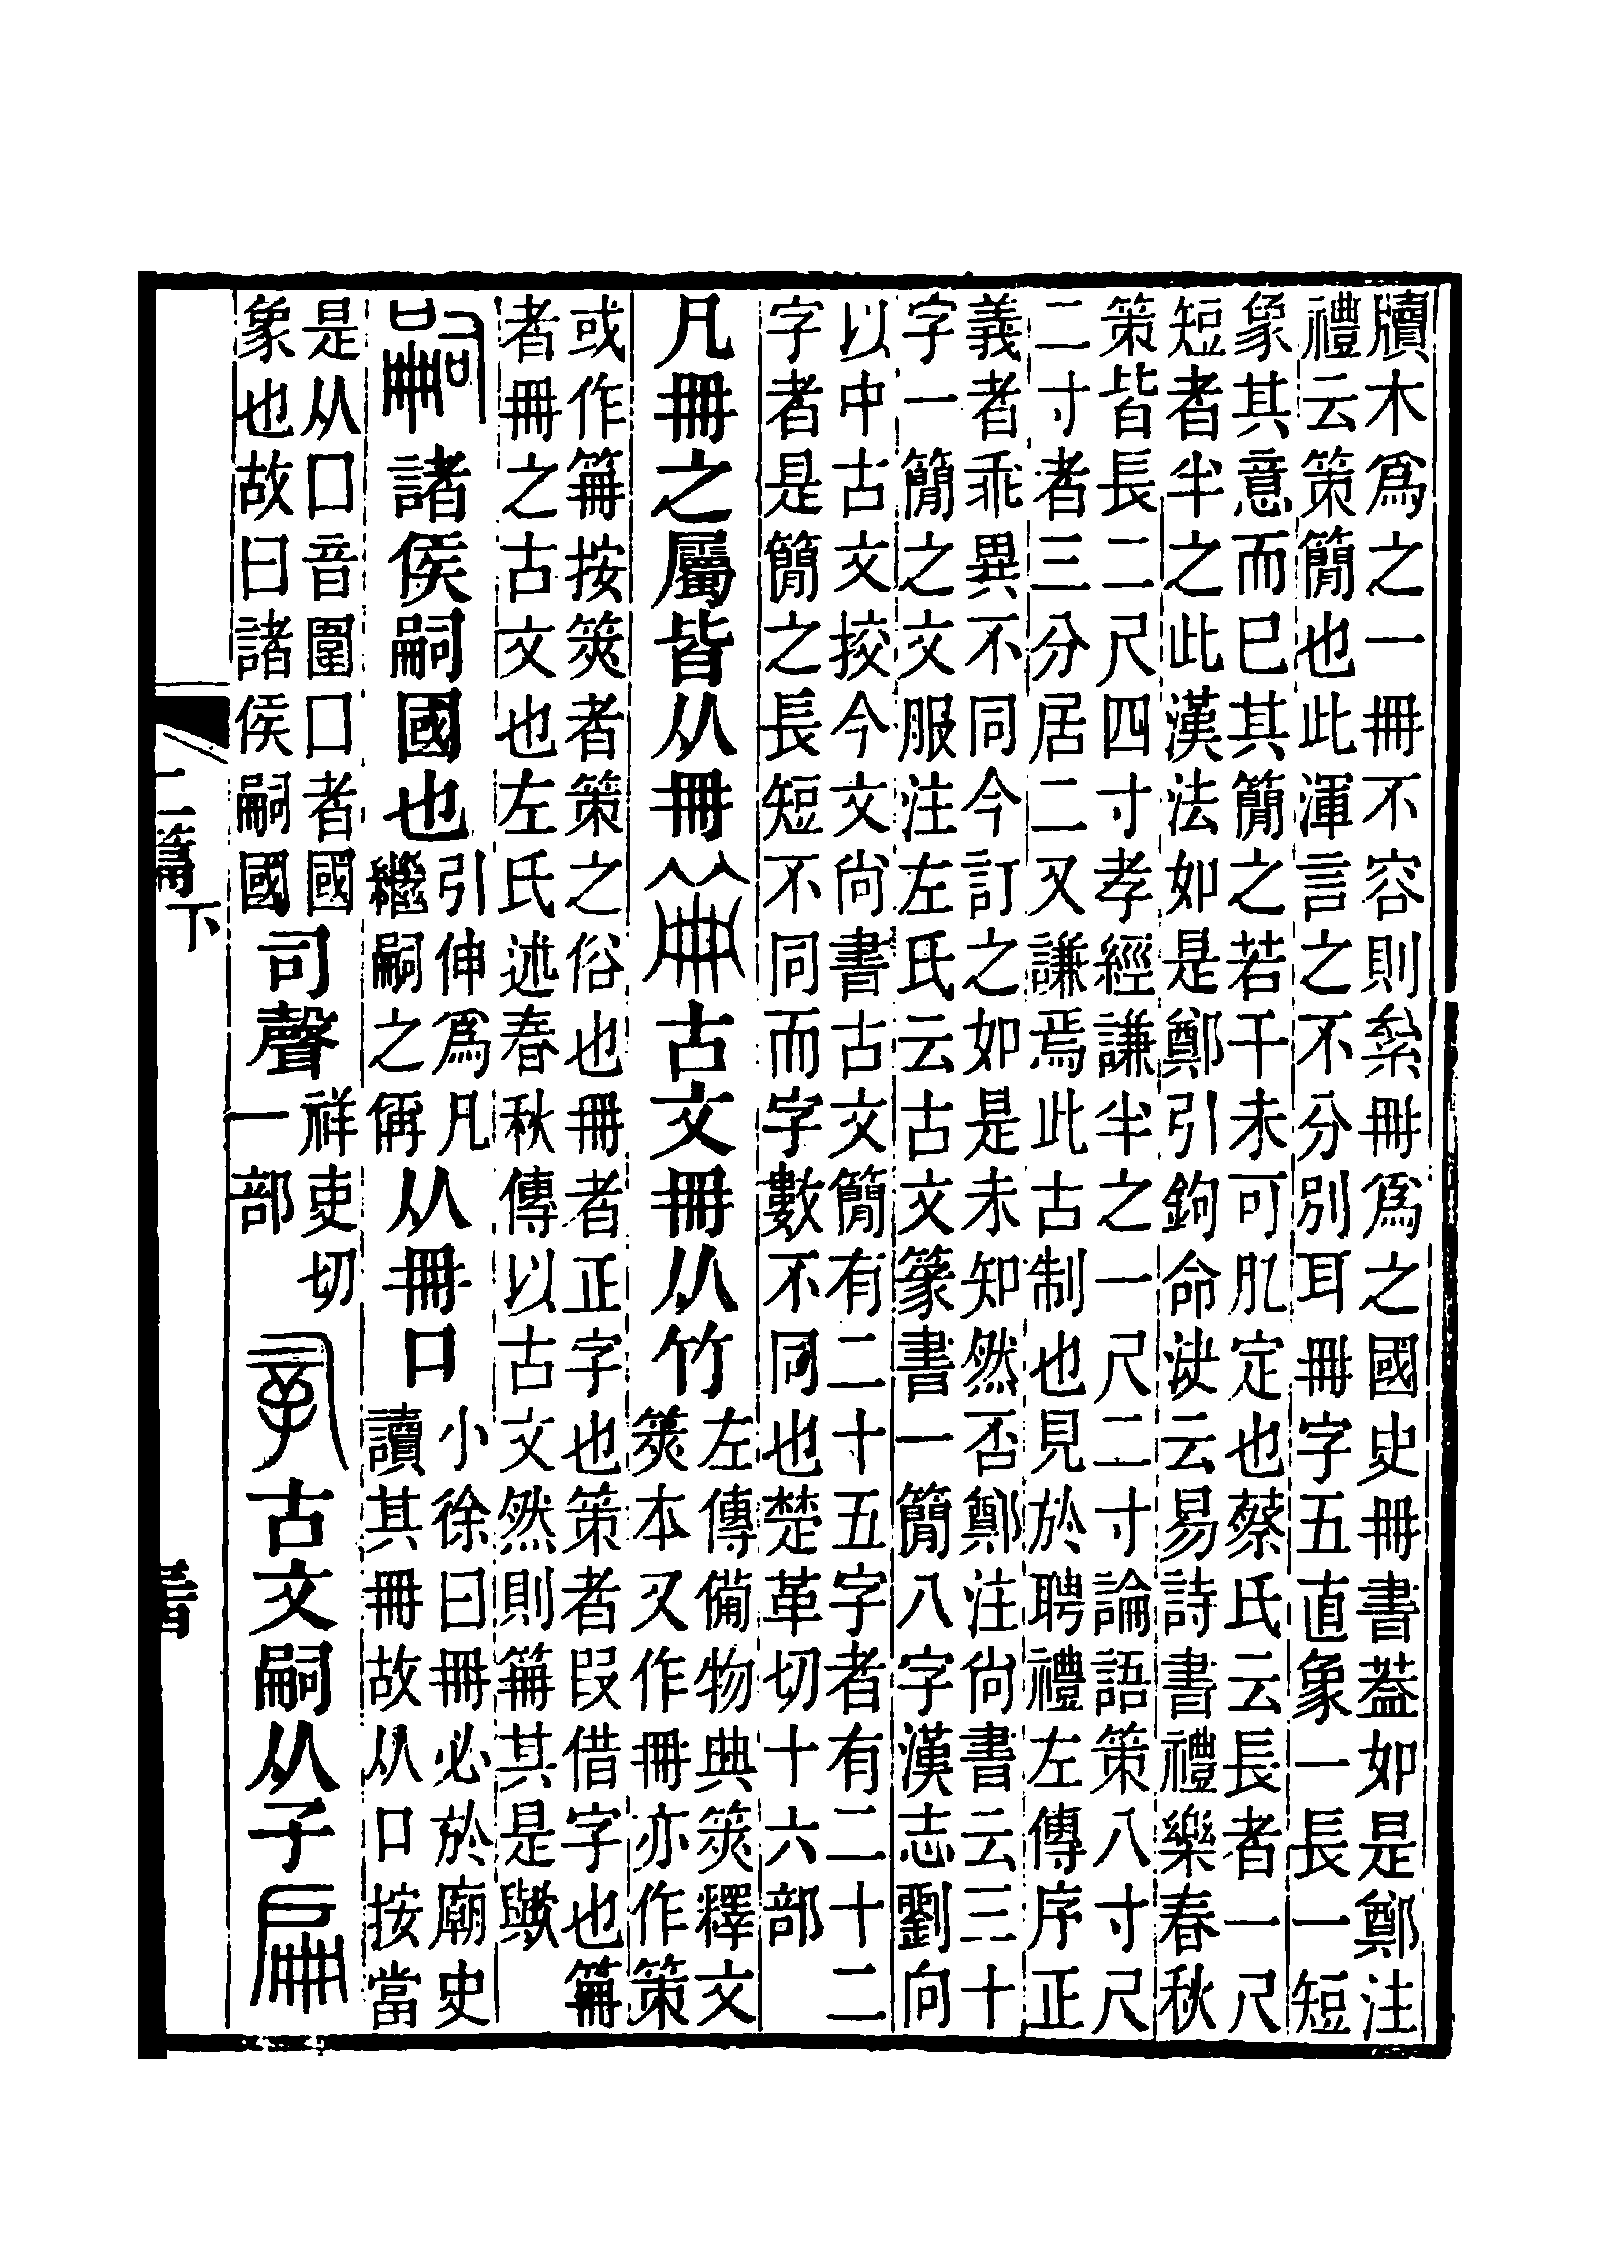 牘木爲之一冊不容則絫冊爲之國史冊書葢如是鄭注
禮云策簡也此渾言之不分別耳冊字五直象一長一短
象其意而已其簡之若干未可肊定也蔡氏云長者一尺
短者半之此漢法如是鄭引鉤命決云易詩書禮樂春秋
策皆長二尺四寸孝經謙半之一尺二寸論語策八寸尺
二寸者三分居二又謙焉此古制也見於聘禮左傳序正
義者乖異不同今訂之如是未知然否鄭注尙書云三十
字一簡之文服注左氏云古文篆書一簡八字漢志劉向
以中古文挍今文尙書古文簡有二十五字者有二十二
字者是簡之長短不同而字數不同也楚革切十六部
凡冊之屬皆从冊 𠕋 古文冊从竹
左傳備物典筴釋文
筴本又作冊亦作策
或作䇲按筴者策之俗也冊者正字也策者叚借字也䇲
者冊之古文也左氏述春秋傳以古文然則䇲其是歟
嗣 諸侯嗣國也
引伸爲凡
繼嗣之偁
从冊口
小徐曰冊必於廟史
讀其冊故从口按當
是从囗音圍囗者國
象也故曰諸侯嗣國
司聲
祥吏切
一部
古文嗣从子 扁
二篇下